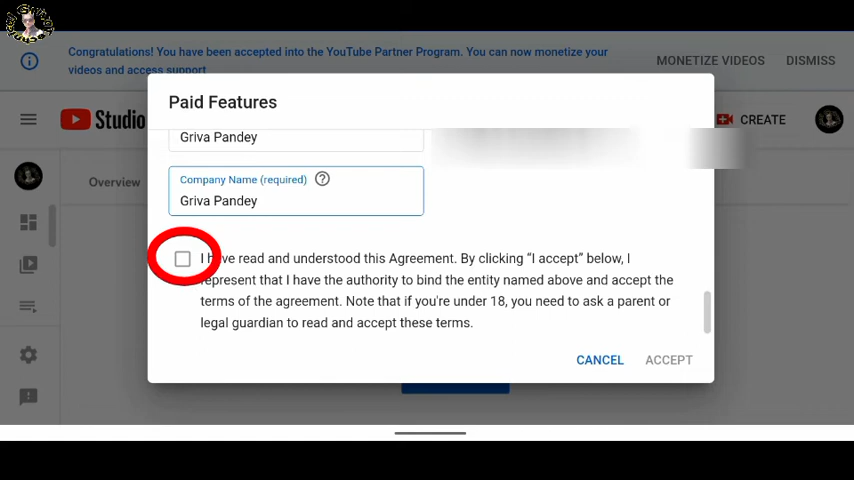 Congratulations! You have been accepted into the YouTube Partner Program. You can now monetize your
videos and access support
MONETIZE VIDEOS
DISMISS
Paid Features
Studio
CREATE
Griva Pandey
Overview
Company Name (required)
Griva Pandey
I have read and understood this Agreement. By clicking “I accept” below, I
represent that I have the authority to bind the entity named above and accept the
terms of the agreement. Note that if you're under 18, you need to ask a parent or
legal guardian to read and accept these terms.
CANCEL
ACCEPT